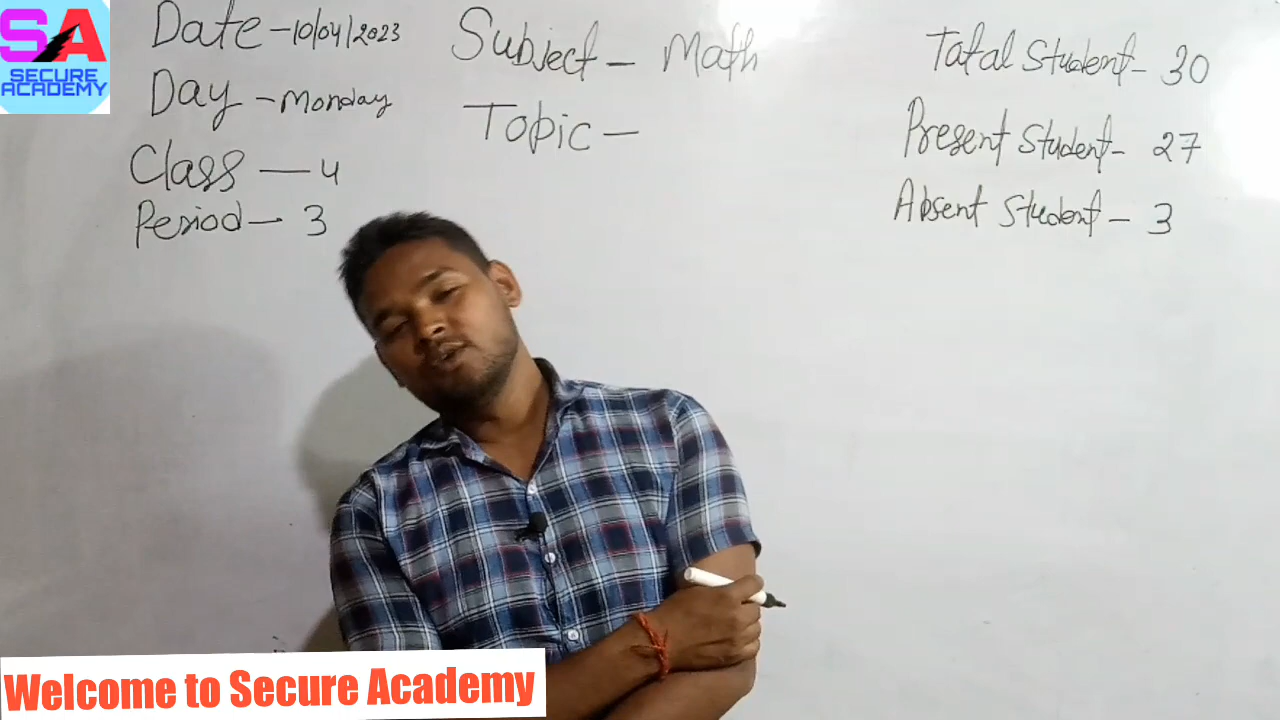 SA
SECURE
ACADEMY
Date - 10/04/2023
Day - Monday
Class - 4
Period - 3
Subject - Math
Topic -
Tatal Student - 30
Present Student - 27
Absent Student - 3
Welcome to Secure Academy